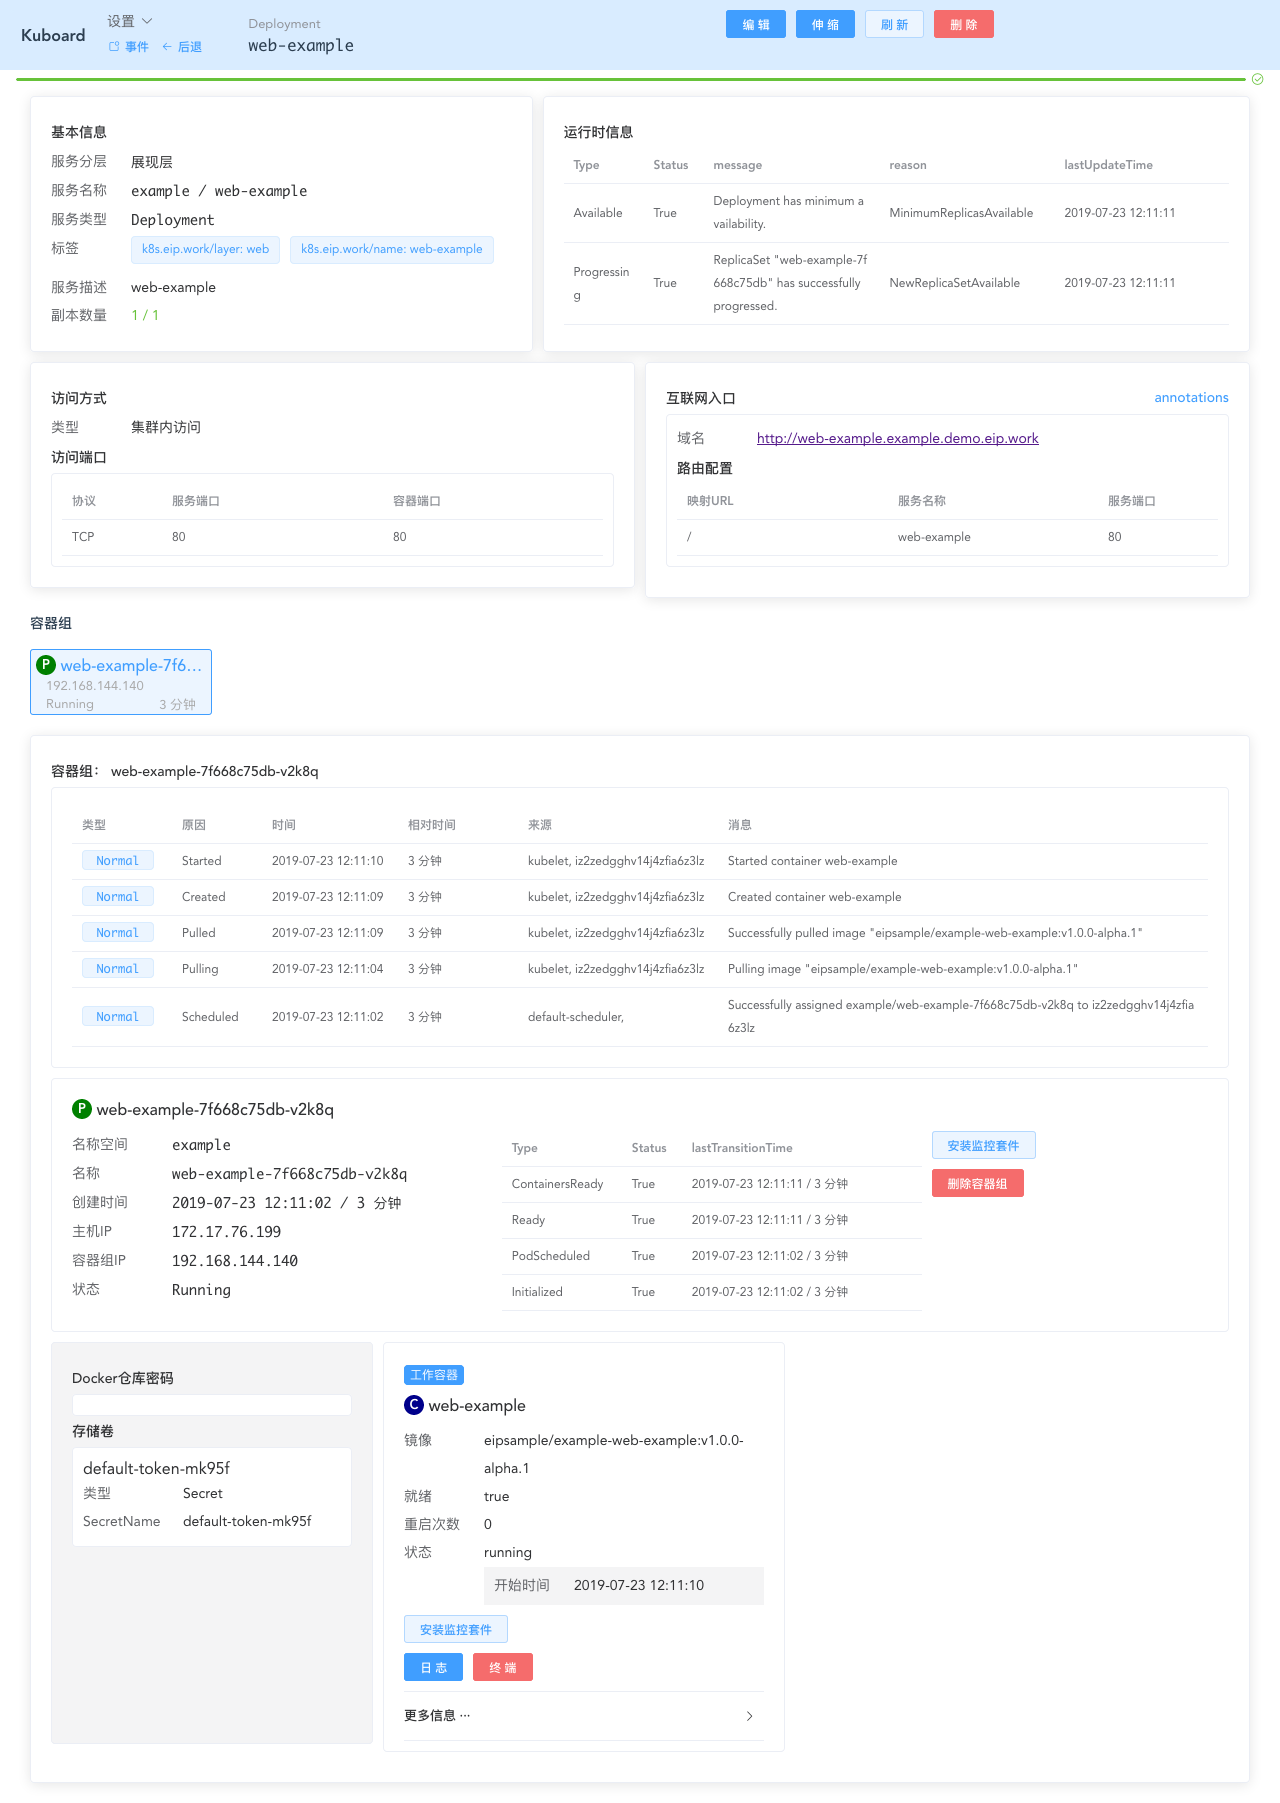 Kuboard
设置
事件 后退
Deployment
web-example
编 辑 伸 缩 刷 新 删 除
基本信息
服务分层 展现层
服务名称 example / web-example
服务类型 Deployment
标签 k8s.eip.work/layer: web k8s.eip.work/name: web-example
服务描述 web-example
副本数量 1 / 1
运行时信息
Type Status message reason lastUpdateTime
Available True Deployment has minimum a
vailability. MinimumReplicasAvailable 2019-07-23 12:11:11
Progressin
g True ReplicaSet "web-example-7f
668c75db" has successfully
progressed. NewReplicaSetAvailable 2019-07-23 12:11:11
访问方式
类型 集群内访问
访问端口
协议 服务端口 容器端口
TCP 80 80
互联网入口 annotations
域名 http://web-example.example.demo.eip.work
路由配置
映射URL 服务名称 服务端口
/ web-example 80
容器组
P web-example-7f6...
192.168.144.140
Running 3 分钟
容器组： web-example-7f668c75db-v2k8q
类型 原因 时间 相对时间 来源 消息
Normal Started 2019-07-23 12:11:10 3 分钟 kubelet, iz2zedgghv14j4zfia6z3lz Started container web-example
Normal Created 2019-07-23 12:11:09 3 分钟 kubelet, iz2zedgghv14j4zfia6z3lz Created container web-example
Normal Pulled 2019-07-23 12:11:09 3 分钟 kubelet, iz2zedgghv14j4zfia6z3lz Successfully pulled image "eipsample/example-web-example:v1.0.0-alpha.1"
Normal Pulling 2019-07-23 12:11:04 3 分钟 kubelet, iz2zedgghv14j4zfia6z3lz Pulling image "eipsample/example-web-example:v1.0.0-alpha.1"
Normal Scheduled 2019-07-23 12:11:02 3 分钟 default-scheduler, Successfully assigned example/web-example-7f668c75db-v2k8q to iz2zedgghv14j4zfia
6z3lz
P web-example-7f668c75db-v2k8q
名称空间 example
名称 web-example-7f668c75db-v2k8q
创建时间 2019-07-23 12:11:02 / 3 分钟
主机IP 172.17.76.199
容器组IP 192.168.144.140
状态 Running
Type Status lastTransitionTime
ContainersReady True 2019-07-23 12:11:11 / 3 分钟
Ready True 2019-07-23 12:11:11 / 3 分钟
PodScheduled True 2019-07-23 12:11:02 / 3 分钟
Initialized True 2019-07-23 12:11:02 / 3 分钟
安装监控套件
删除容器组
Docker仓库密码
存储卷
default-token-mk95f
类型 Secret
SecretName default-token-mk95f
工作容器
C web-example
镜像 eipsample/example-web-example:v1.0.0-
alpha.1
就绪 true
重启次数 0
状态 running
开始时间 2019-07-23 12:11:10
安装监控套件
日 志 终 端
更多信息 ···